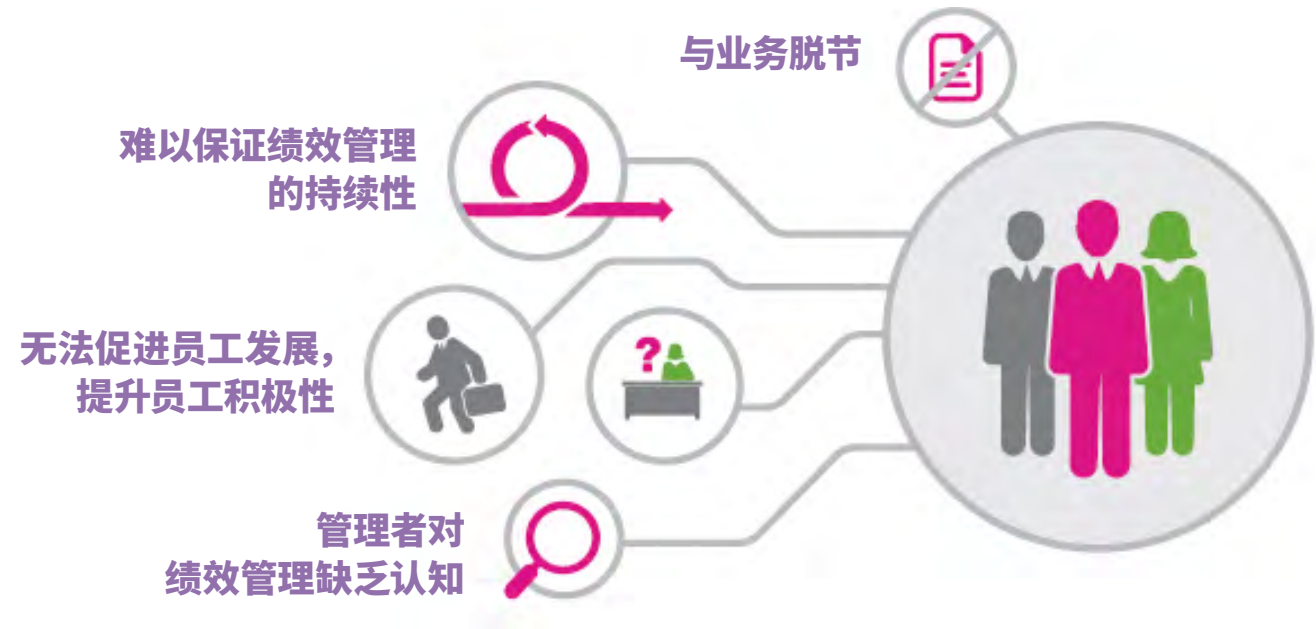 与业务脱节
难以保证绩效管理
的持续性
无法促进员工发展,
提升员工积极性
?
管理者对
绩效管理缺乏认知